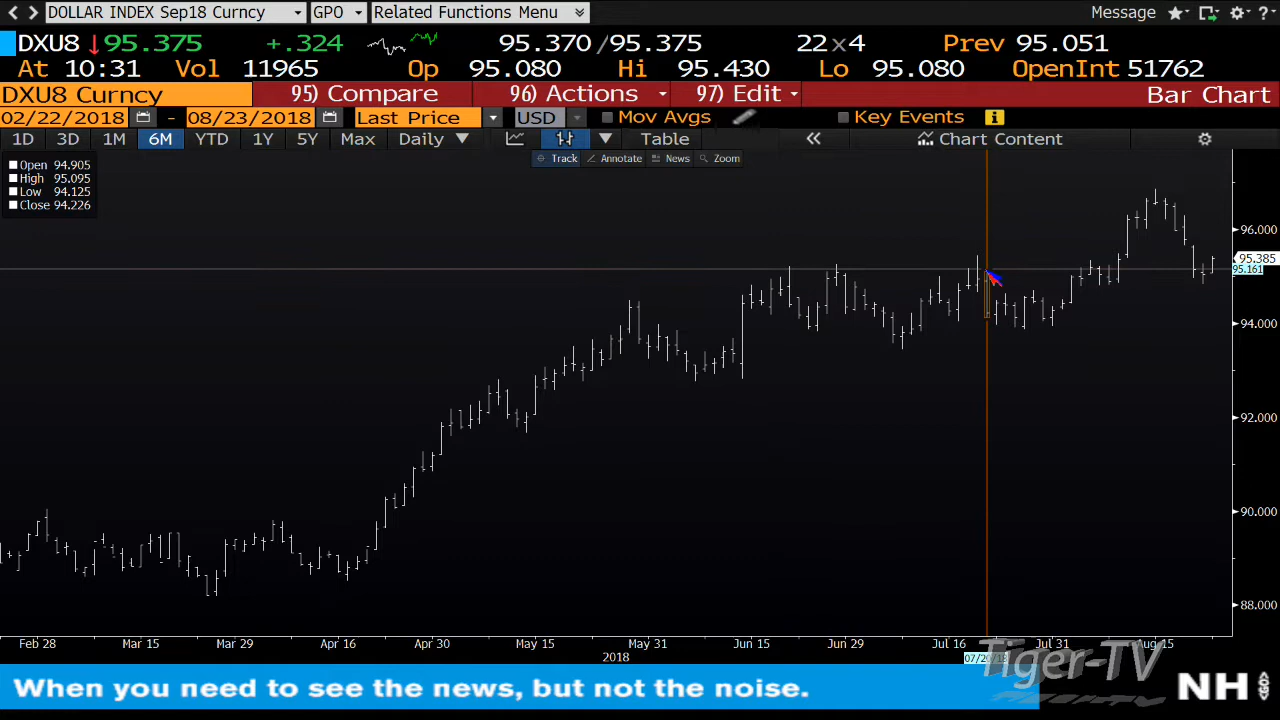 DOLLAR INDEX Sep18 Curncy GPO Related Functions Menu Message
DXU8 95.375 +.324 95.370/95.375 22x4 Prev 95.051
At 10:31 Vol 11965 Op 95.080 Hi 95.430 Lo 95.080 OpenInt 51762
DXU8 Curncy 95) Compare 96) Actions 97) Edit Bar Chart
02/22/2018 - 08/23/2018 Last Price USD Mov Avgs Key Events
1D 3D 1M 6M YTD 1Y 5Y Max Daily Table Chart Content
Track Annotate News Zoom
Open 94.905
High 95.095
Low 94.125
Close 94.226
96.000
95.385
95.161
94.000
92.000
90.000
88.000
Feb 28 Mar 15 Mar 29 Apr 16 Apr 30 May 15 May 31 Jun 15 Jun 29 Jul 16 Jul 31 Aug 15
2018 07/20/18
Tiger-TV
When you need to see the news, but not the noise. NH